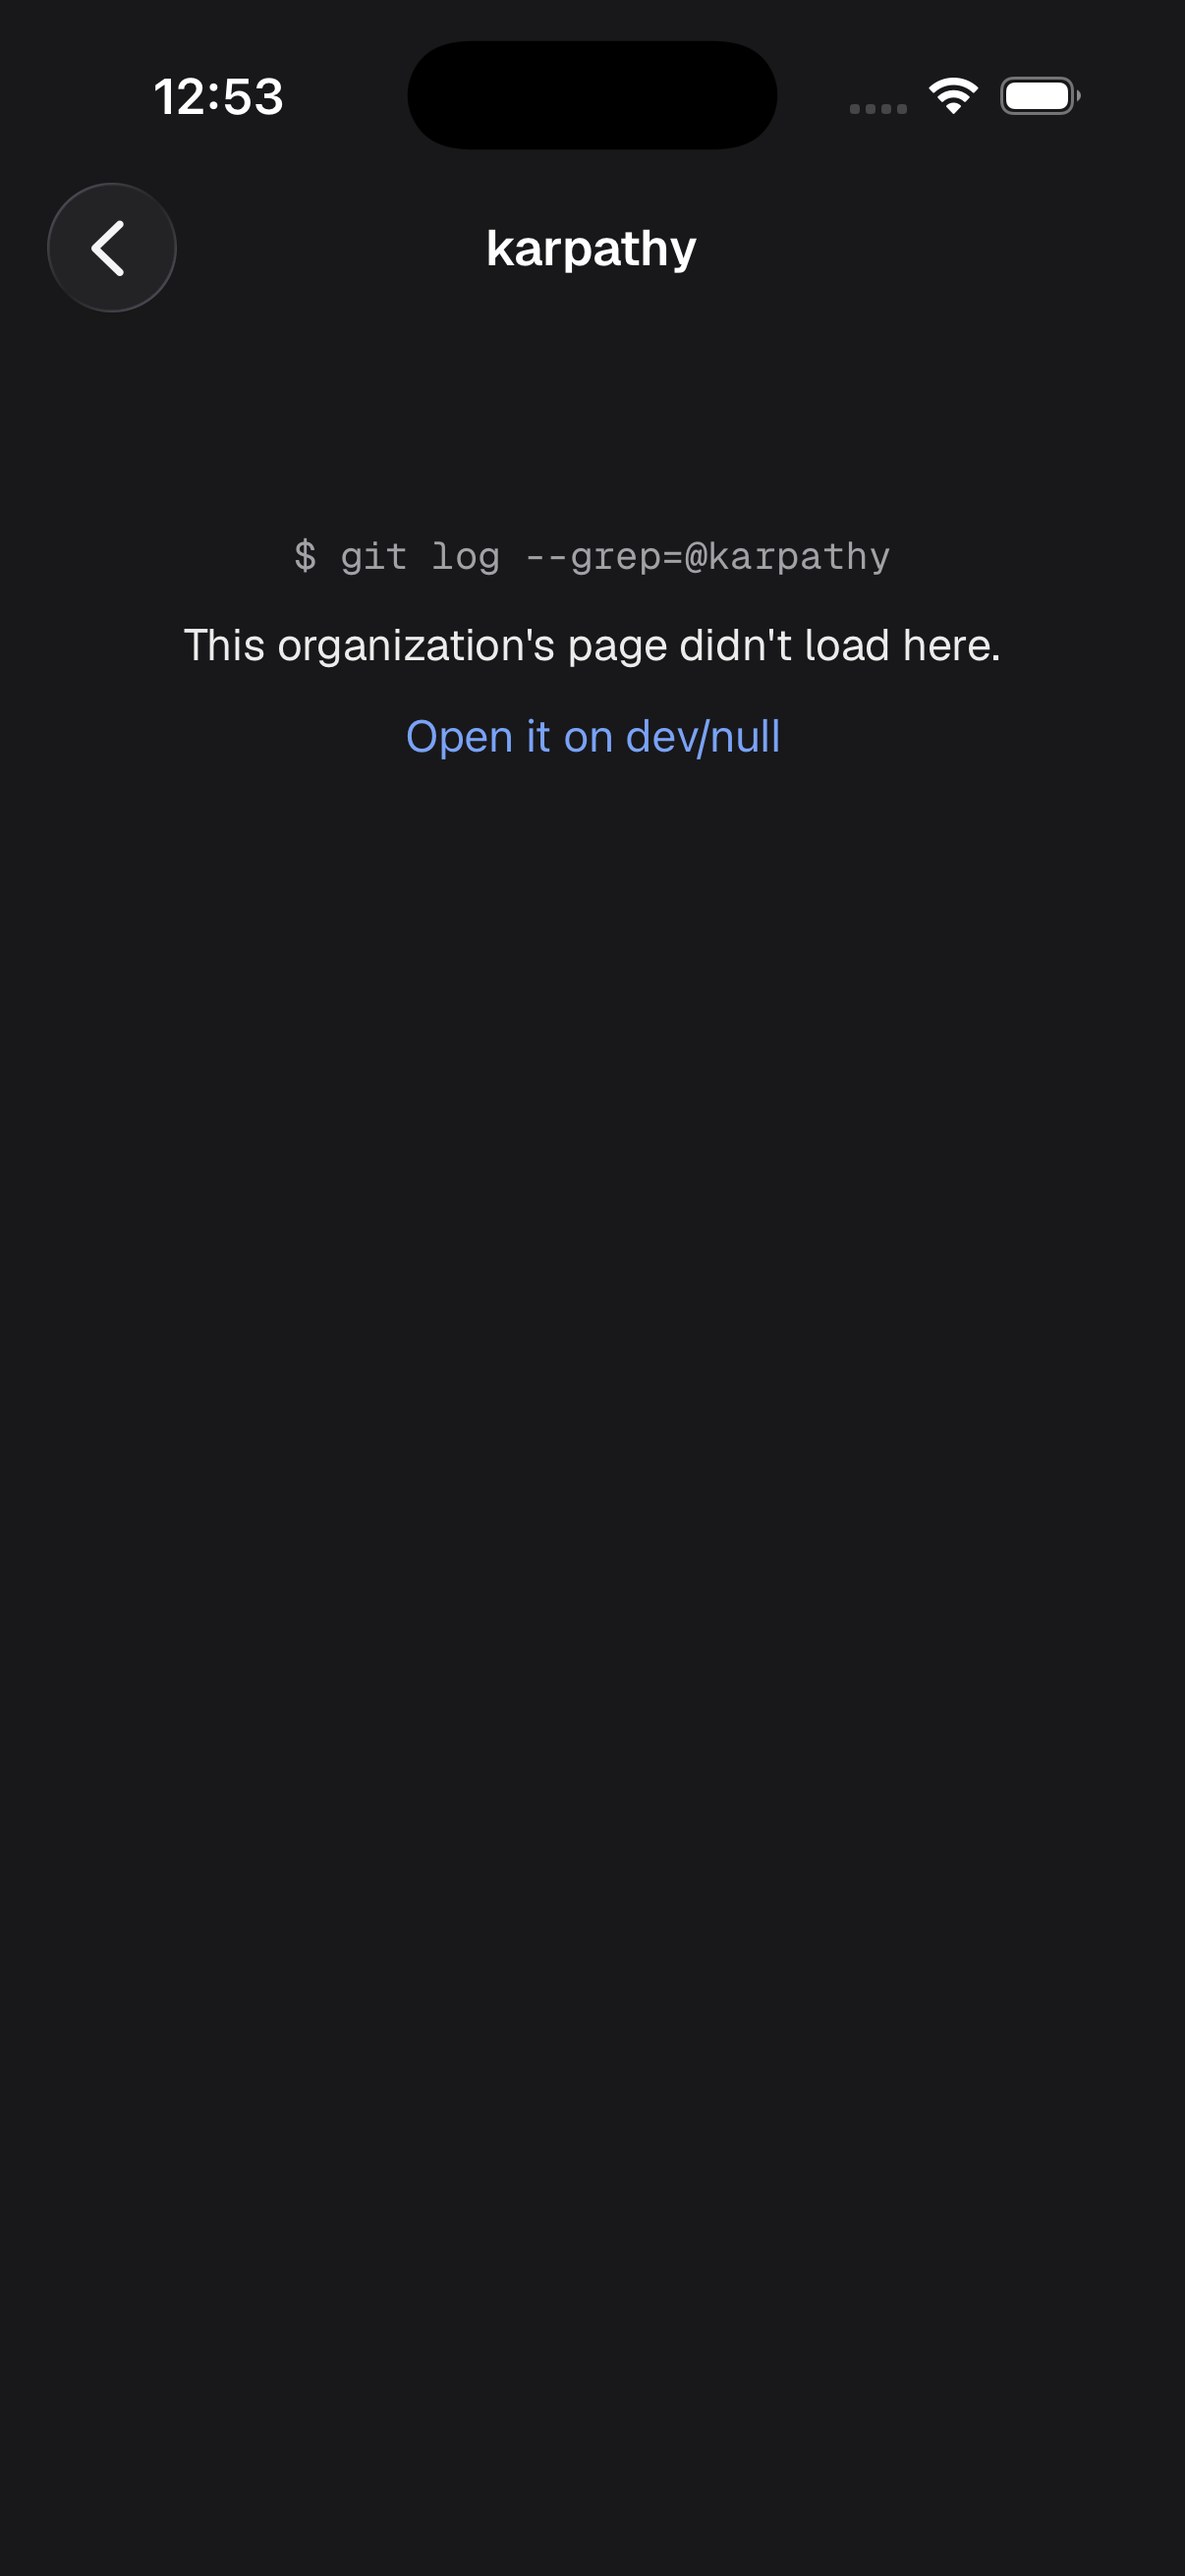 12:53
karpathy
$ git log --grep=@karpathy
This organization's page didn't load here.
Open it on dev/null